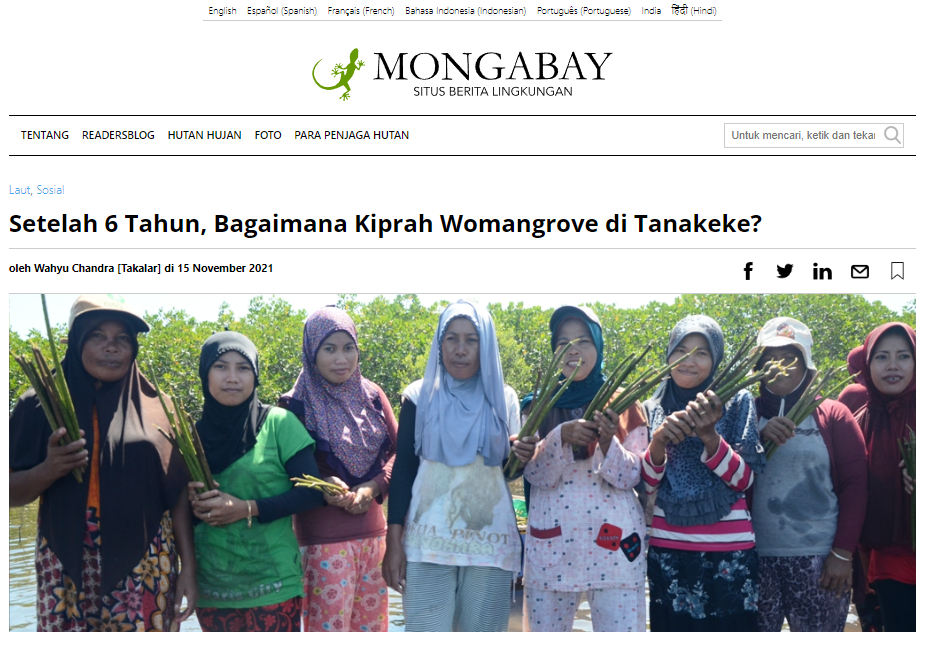 English Español (Spanish) Français (French) Bahasa Indonesia (Indonesian) Português (Portuguese) India हिंदी (Hindi)
MONGABAY
SITUS BERITA LINGKUNGAN
TENTANG READERSBLOG HUTAN HUJAN FOTO PARA PENJAGA HUTAN
Untuk mencari, ketik dan tekan
Laut, Sosial
Setelah 6 Tahun, Bagaimana Kiprah Womangrove di Tanakeke?
oleh Wahyu Chandra [Takalar] di 15 November 2021